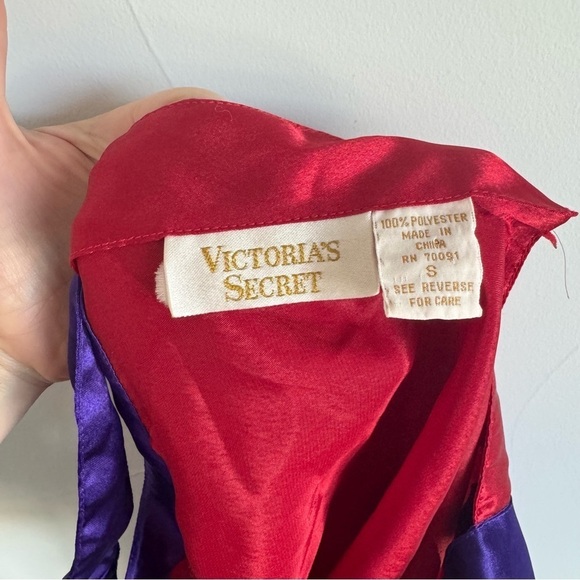 VICTORIA'S
SECRET
100% POLYESTER
MADE IN
CHINA
RN 70091
S
SEE REVERSE
FOR CARE